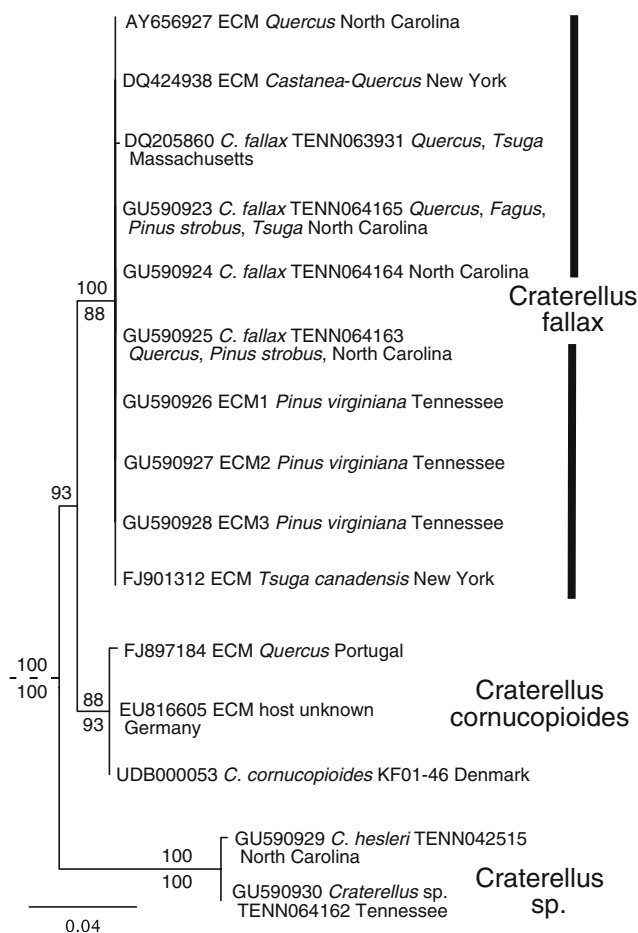 AY656927 ECM Quercus North Carolina
DQ424938 ECM Castanea-Quercus New York
DQ205860 C. fallax TENN063931 Quercus, Tsuga
Massachusetts
GU590923 C. fallax TENN064165 Quercus, Fagus,
Pinus strobus, Tsuga North Carolina
GU590924 C. fallax TENN064164 North Carolina
100
88
Craterellus
fallax
GU590925 C. fallax TENN064163
Quercus, Pinus strobus, North Carolina
GU590926 ECM1 Pinus virginiana Tennessee
GU590927 ECM2 Pinus virginiana Tennessee
93
GU590928 ECM3 Pinus virginiana Tennessee
FJ901312 ECM Tsuga canadensis New York
FJ897184 ECM Quercus Portugal
100
100
88
93
EU816605 ECM host unknown
Germany
Craterellus
cornucopioides
UDB000053 C. cornucopioides KF01-46 Denmark
GU590929 C. hesleri TENN042515
North Carolina
100
100
GU590930 Craterellus sp.
TENN064162 Tennessee
Craterellus
sp.
0.04